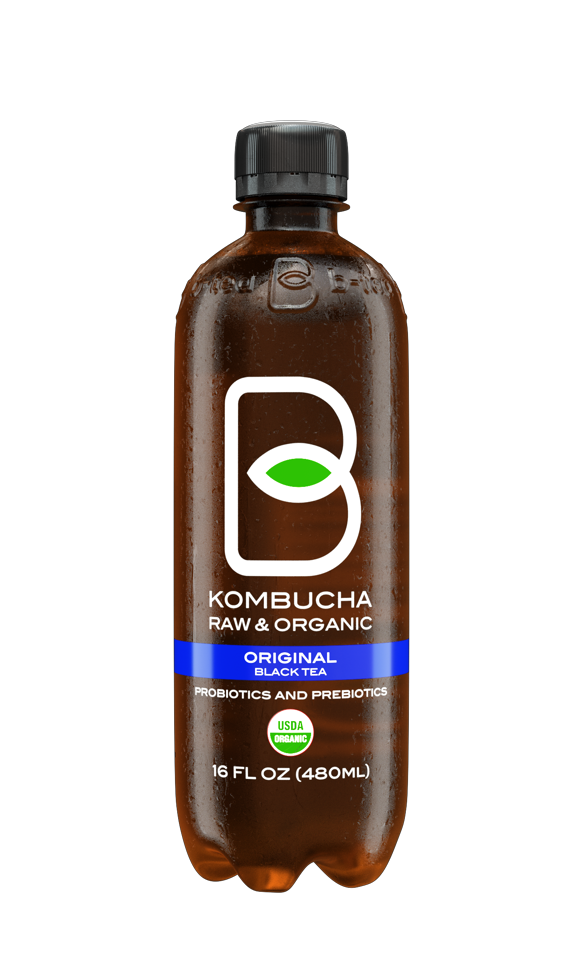 B
KOMBUCHA
RAW & ORGANIC
ORIGINAL
BLACK TEA
PROBIOTICS AND PREBIOTICS
USDA
ORGANIC
16 FL OZ (480ML)